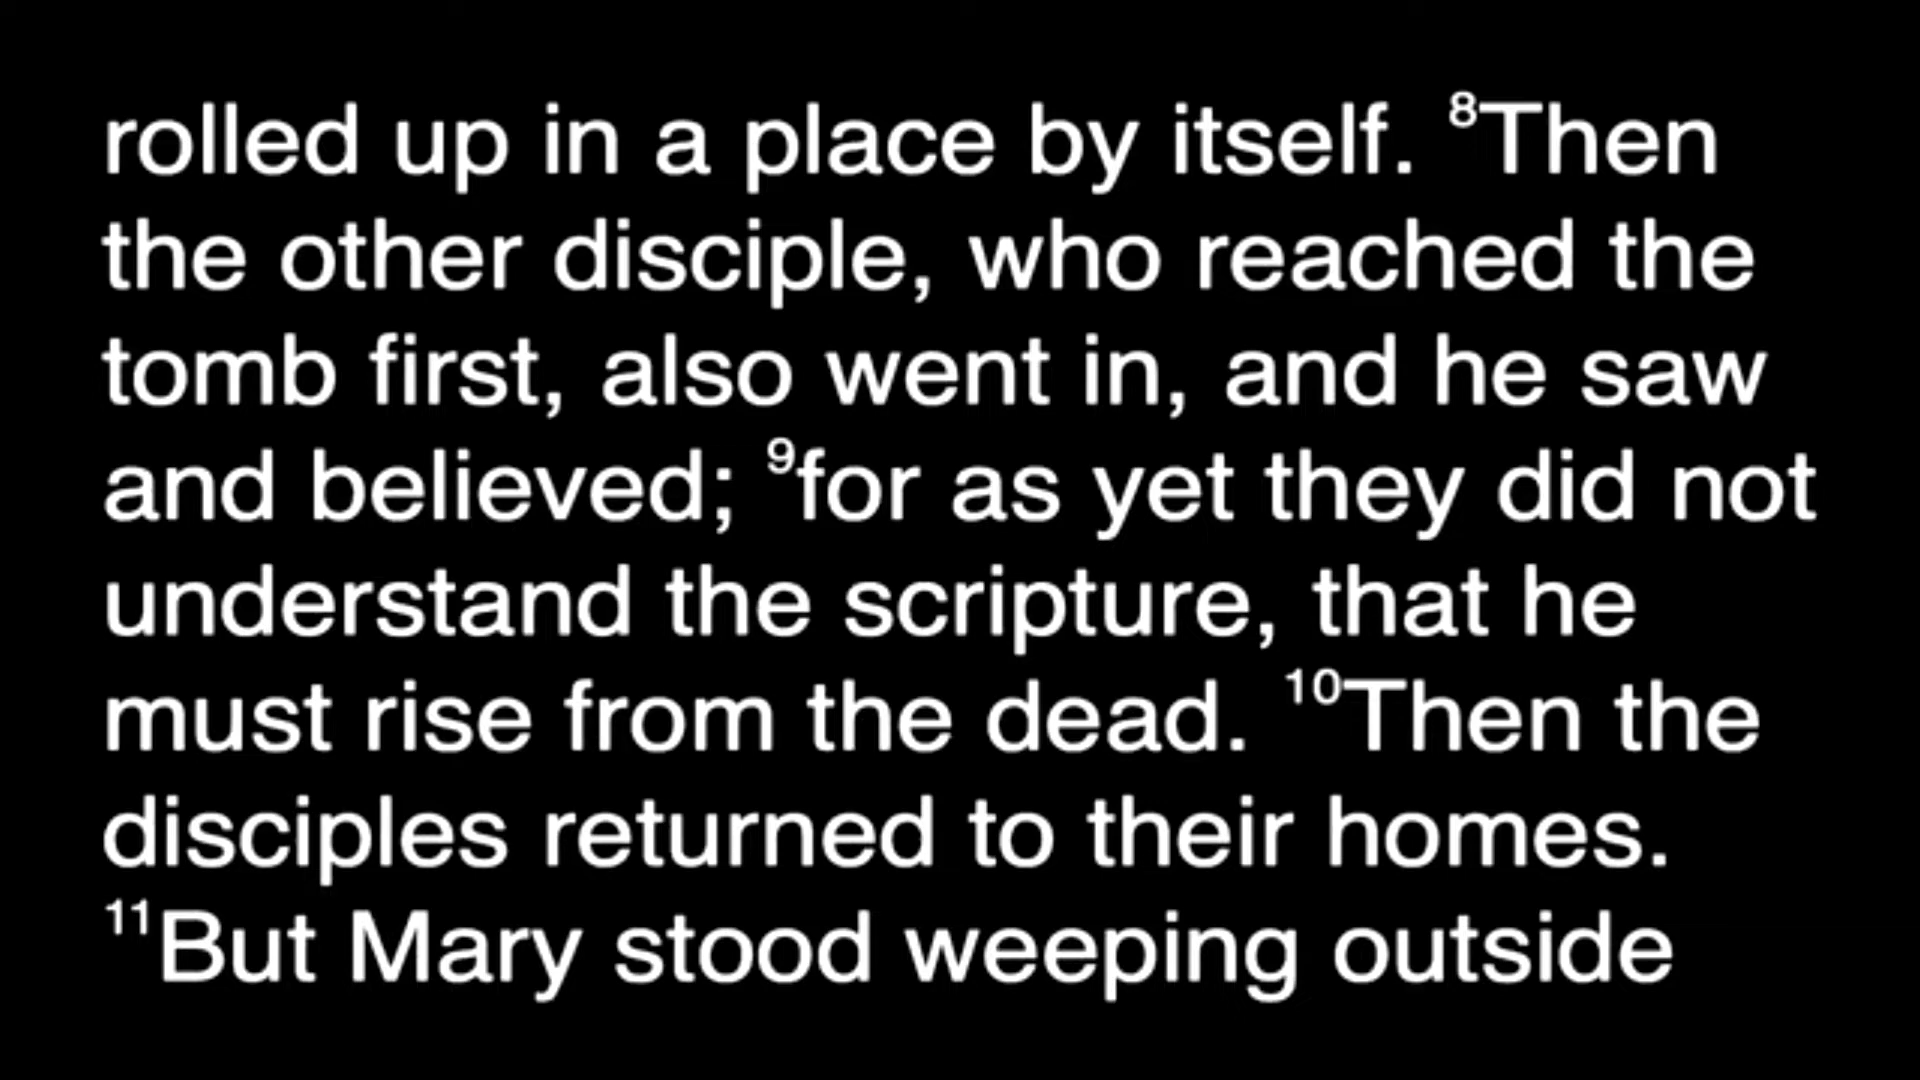 rolled up in a place by itself. ⁸Then
the other disciple, who reached the
tomb first, also went in, and he saw
and believed; ⁹for as yet they did not
understand the scripture, that he
must rise from the dead. ¹⁰Then the
disciples returned to their homes.
¹¹But Mary stood weeping outside